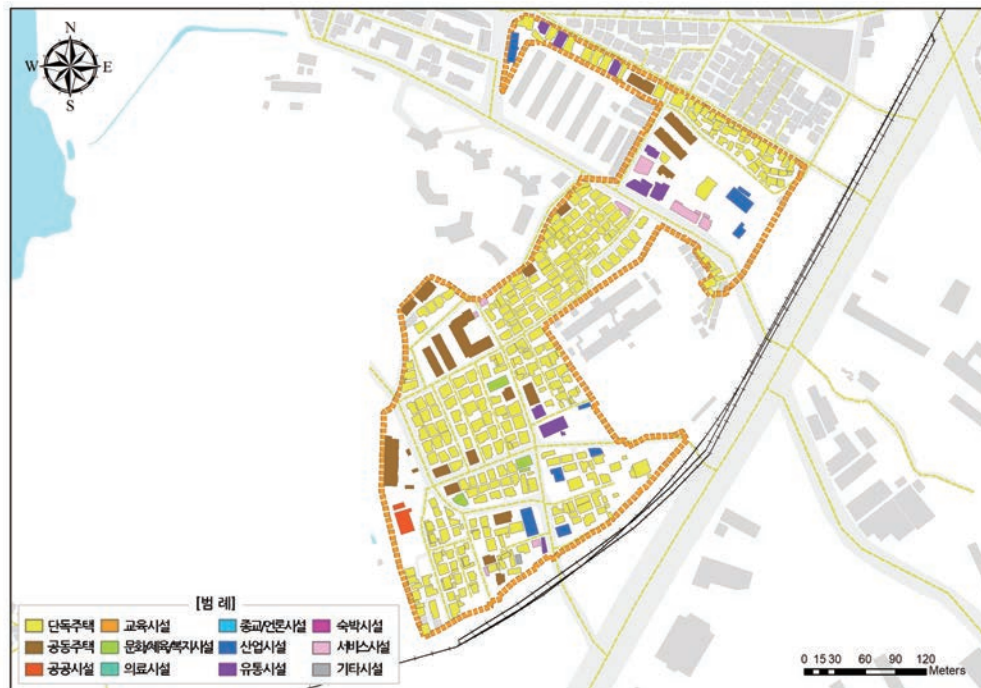 N
W E
S
[범 례]
단독주택 교육시설 종교/언론시설 숙박시설
공동주택 문화/체육/복지시설 산업시설 서비스시설
공공시설 의료시설 유통시설 기타시설
0 15 30 60 90 120
Meters